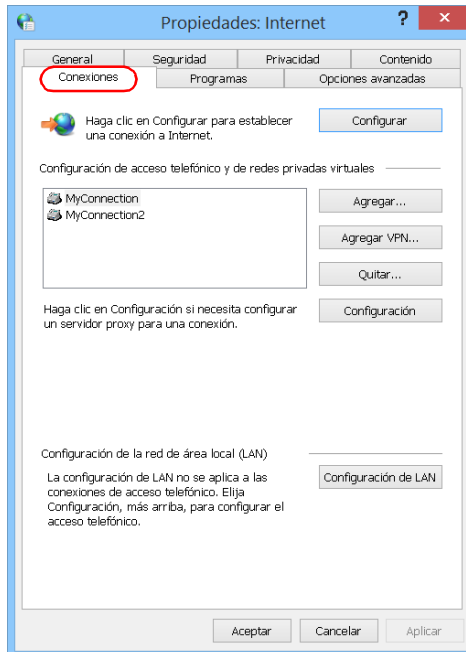 Propiedades: Internet
?
×
General
Seguridad
Privacidad
Contenido
Conexiones
Programas
Opciones avanzadas
Haga clic en Configurar para establecer
una conexión a Internet.
Configurar
Configuración de acceso telefónico y de redes privadas virtuales
MyConnection
MyConnection2
Agregar...
Agregar VPN...
Quitar...
Haga clic en Configuración si necesita configurar
un servidor proxy para una conexión.
Configuración
Configuración de la red de área local (LAN)
La configuración de LAN no se aplica a las
conexiones de acceso telefónico. Elija
Configuración, más arriba, para configurar el
acceso telefónico.
Configuración de LAN
Aceptar
Cancelar
Aplicar